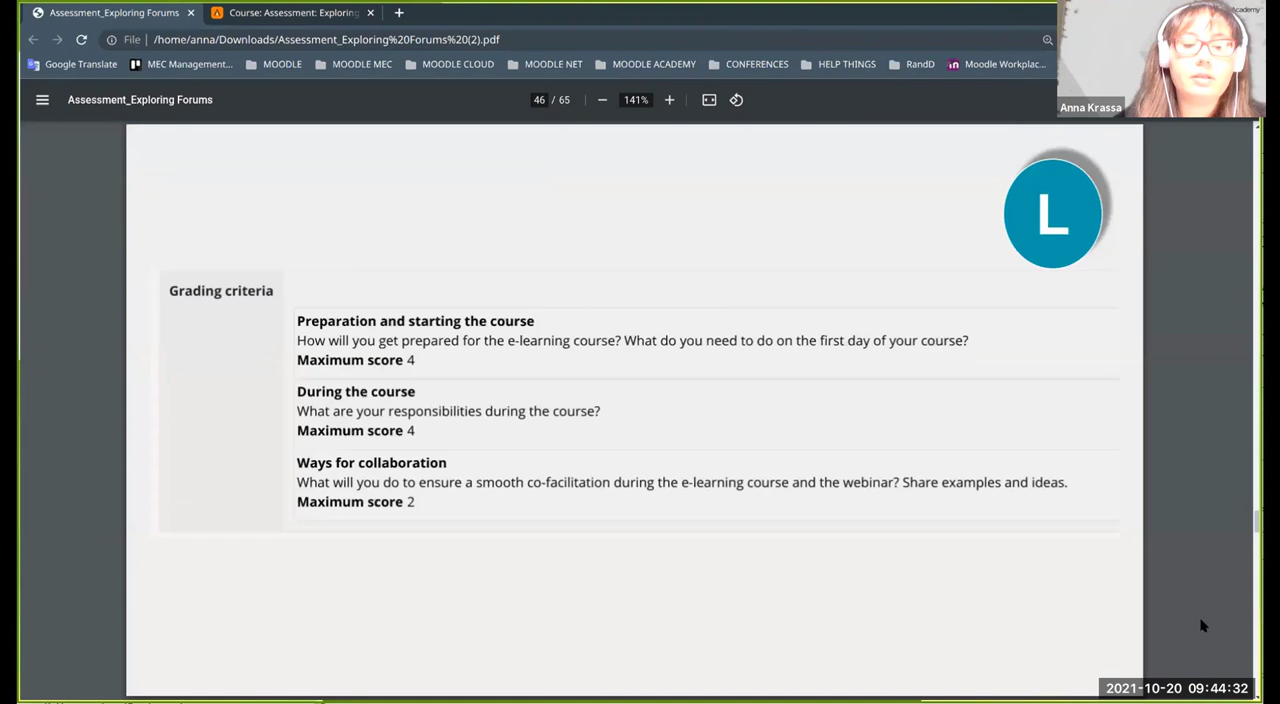 Assessment_Exploring Forums
Course: Assessment: Exploring
Academy
File | /home/anna/Downloads/Assessment_Exploring%20Forums%20(2).pdf
Google Translate
MEC Management...
MOODLE
MOODLE MEC
MOODLE CLOUD
MOODLE NET
MOODLE ACADEMY
CONFERENCES
HELP THINGS
RandD
Moodle Workplac...
Assessment_Exploring Forums
46 / 65
141%
Anna Krassa
L
Grading criteria
Preparation and starting the course
How will you get prepared for the e-learning course? What do you need to do on the first day of your course?
Maximum score 4
During the course
What are your responsibilities during the course?
Maximum score 4
Ways for collaboration
What will you do to ensure a smooth co-facilitation during the e-learning course and the webinar? Share examples and ideas.
Maximum score 2
2021-10-20 09:44:32